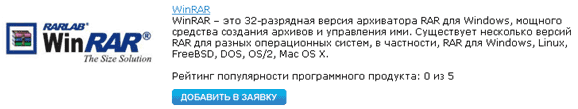 WinRAR
RARLAB®
WinRAR®
The Size Solution
WinRAR – это 32-разрядная версия архиватора RAR для Windows, мощного
средства создания архивов и управления ими. Существует несколько версий
RAR для разных операционных систем, в частности, RAR для Windows, Linux,
FreeBSD, DOS, OS/2, Mac OS X.
Рейтинг популярности программного продукта: 0 из 5
ДОБАВИТЬ В ЗАЯВКУ